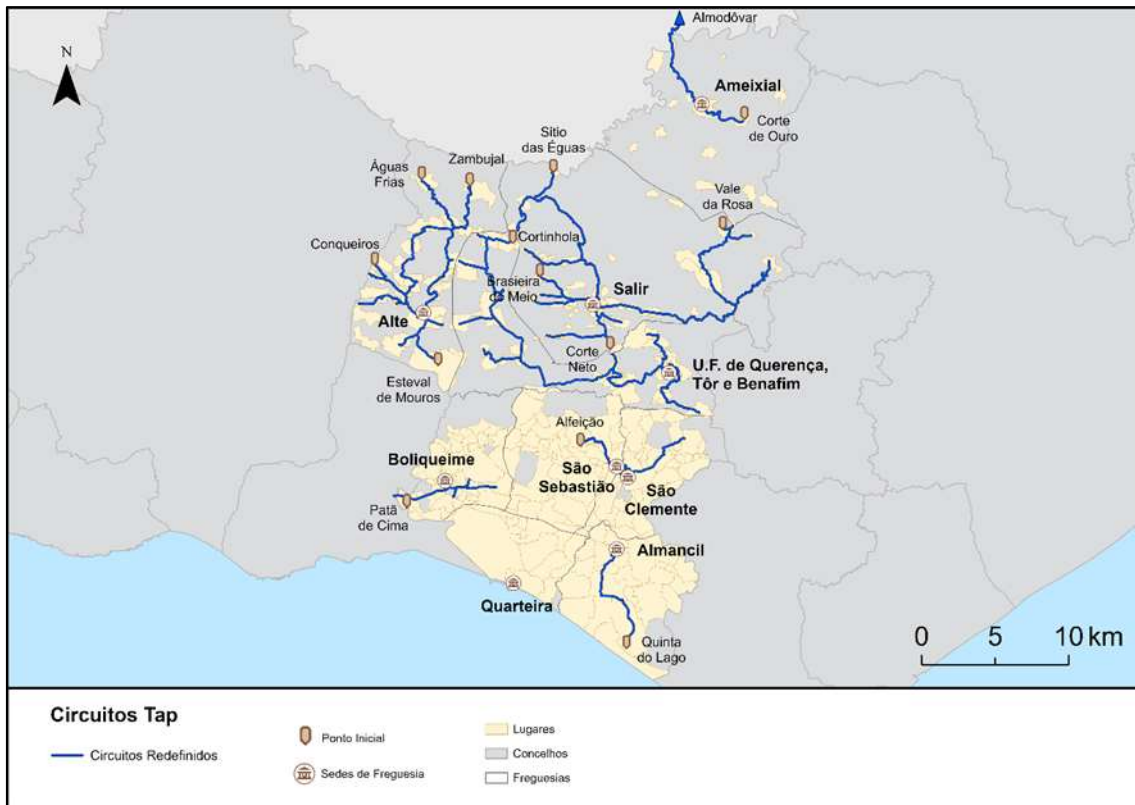 Almodôvar
N
Ameixial
Corte
de Ouro
Sitio
das Éguas
Zambujal
Águas
Frias
Vale
da Rosa
Cortinhola
Conqueiros
Brasieira
do Meio
Salir
Alte
Corte
Neto
U.F. de Querença,
Tôr e Benafim
Esteval
de Mouros
Alfeição
Boliqueime
São
Sebastião
São
Clemente
Patã
de Cima
Almancil
Quarteira
Quinta
do Lago
0 5 10 km
Circuitos Tap
Circuitos Redefinidos
Ponto Inicial
Sedes de Freguesia
Lugares
Concelhos
Freguesias